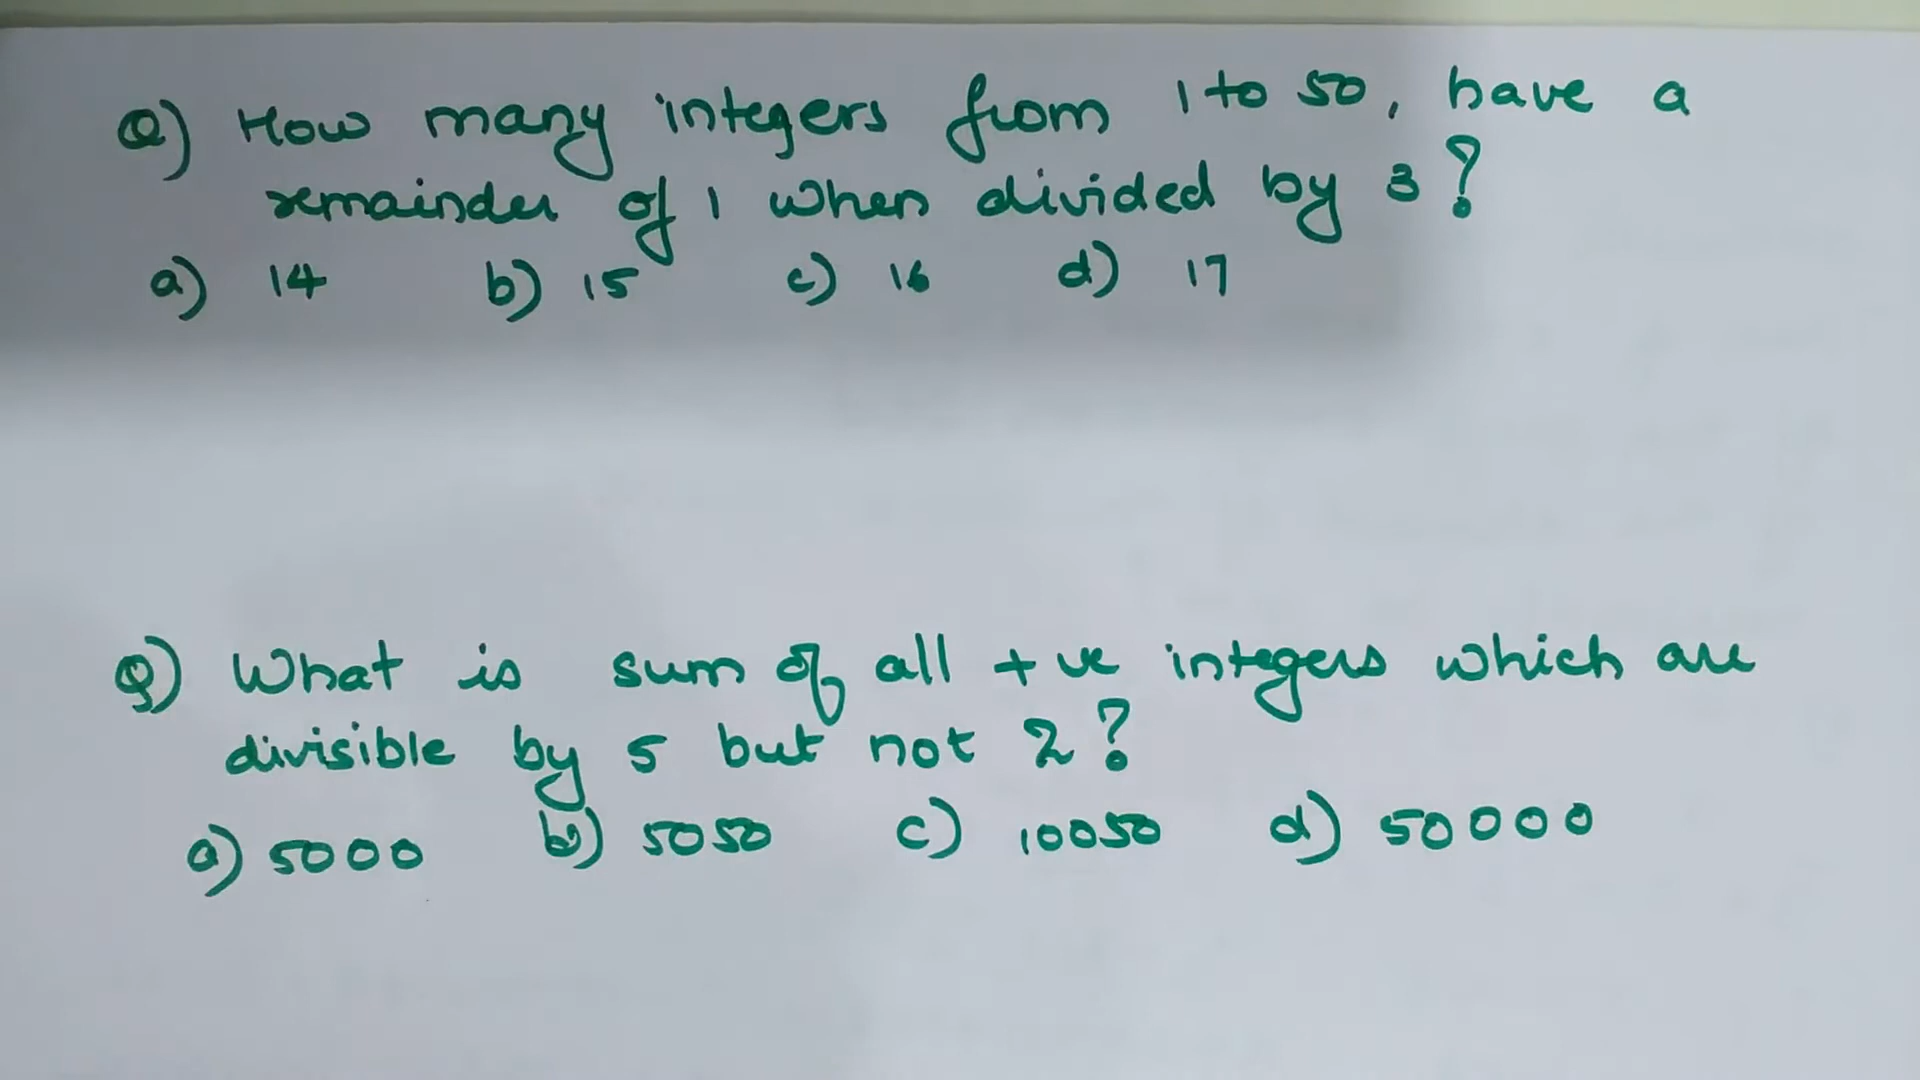 Q) How many integers from 1 to 50, have a
remainder of 1 when divided by 3?
a) 14 b) 15 c) 16 d) 17
Q) What is sum of all +ve integers which are
divisible by 5 but not 2?
a) 5000 b) 5050 c) 10050 d) 50000